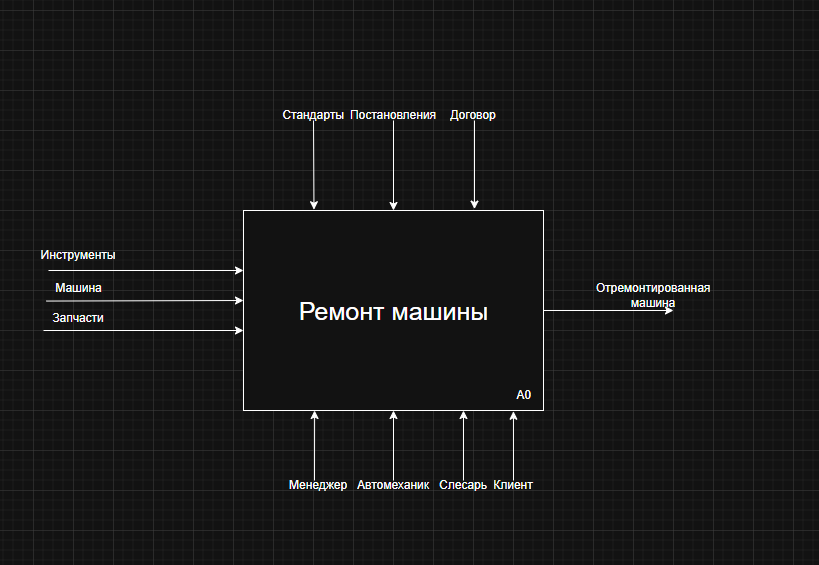 Стандарты Постановления Договор
Инструменты
Машина
Запчасти
Ремонт машины
Отремонтированная
машина
A0
Менеджер Автомеханик Слесарь Клиент